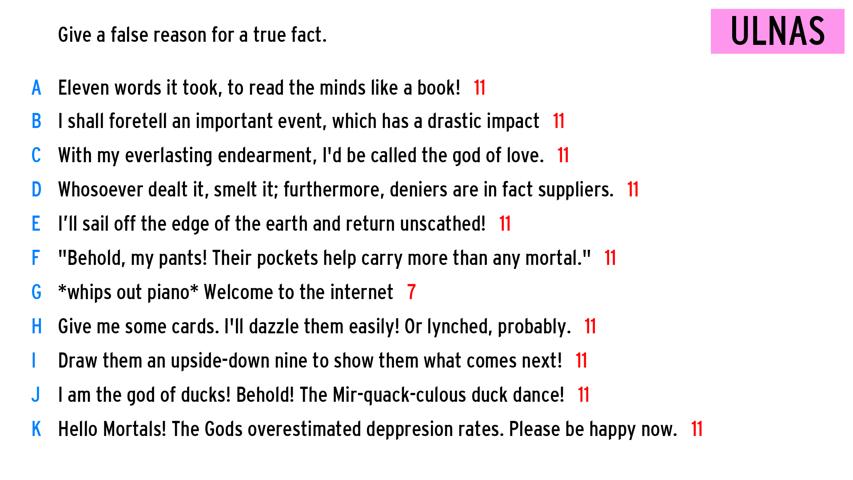 Give a false reason for a true fact.
ULNAS
A Eleven words it took, to read the minds like a book! 11
B I shall foretell an important event, which has a drastic impact 11
C With my everlasting endearment, I'd be called the god of love. 11
D Whosoever dealt it, smelt it; furthermore, deniers are in fact suppliers. 11
E I’ll sail off the edge of the earth and return unscathed! 11
F "Behold, my pants! Their pockets help carry more than any mortal." 11
G *whips out piano* Welcome to the internet 7
H Give me some cards. I'll dazzle them easily! Or lynched, probably. 11
I Draw them an upside-down nine to show them what comes next! 11
J I am the god of ducks! Behold! The Mir-quack-culous duck dance! 11
K Hello Mortals! The Gods overestimated deppresion rates. Please be happy now. 11